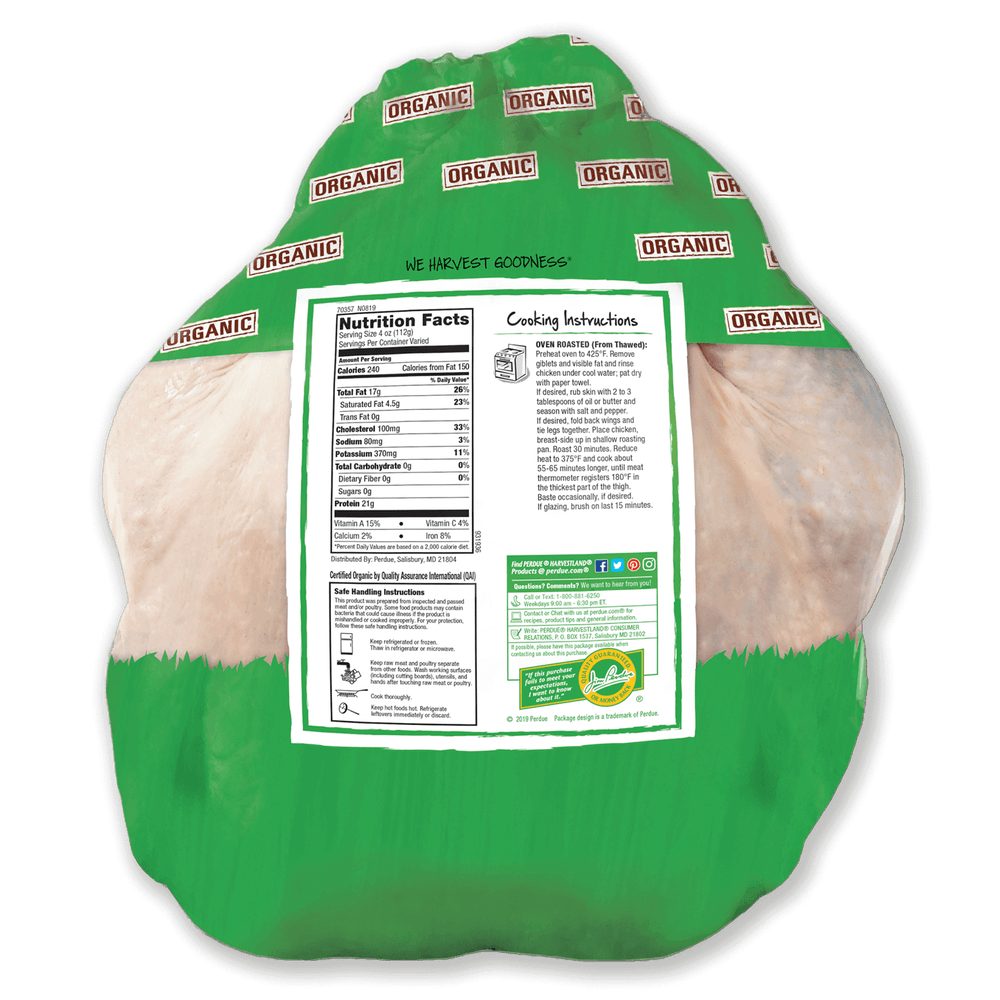 ORGANIC
ORGANIC
ORGANIC
ORGANIC
ORGANIC
OR
ORGANIC
ORGANIC
ORGANIC
ORGANIC
WE HARVEST GOODNESS®
70357 N0819
Nutrition Facts
Serving Size 4 oz (112g)
Servings Per Container Varied
Amount Per Serving
Calories 240 Calories from Fat 150
% Daily Value*
Total Fat 17g 26%
Saturated Fat 4.5g 23%
Trans Fat 0g
Cholesterol 100mg 33%
Sodium 80mg 3%
Potassium 370mg 11%
Total Carbohydrate 0g 0%
Dietary Fiber 0g 0%
Sugars 0g
Protein 21g
Vitamin A 15% • Vitamin C 4%
Calcium 2% • Iron 8%
*Percent Daily Values are based on a 2,000 calorie diet.
931936
Distributed By: Perdue, Salisbury, MD 21804
Certified Organic by Quality Assurance International (QAI)
Safe Handling Instructions
This product was prepared from inspected and passed
meat and/or poultry. Some food products may contain
bacteria that could cause illness if the product is
mishandled or cooked improperly. For your protection,
follow these safe handling instructions.
Keep refrigerated or frozen.
Thaw in refrigerator or microwave.
Keep raw meat and poultry separate
from other foods. Wash working surfaces
(including cutting boards), utensils, and
hands after touching raw meat or poultry.
Cook thoroughly.
Keep hot foods hot. Refrigerate
leftovers immediately or discard.
Cooking Instructions
OVEN ROASTED (From Thawed):
Preheat oven to 425°F. Remove
giblets and visible fat and rinse
chicken under cool water; pat dry
with paper towel.
If desired, rub skin with 2 to 3
tablespoons of oil or butter and
season with salt and pepper.
If desired, fold back wings and
tie legs together. Place chicken,
breast-side up in shallow roasting
pan. Roast 30 minutes. Reduce
heat to 375°F and cook about
55-65 minutes longer, until meat
thermometer registers 180°F in
the thickest part of the thigh.
Baste occasionally, if desired.
If glazing, brush on last 15 minutes.
Find PERDUE® HARVESTLAND®
Products @ perdue.com®
Questions? Comments? We want to hear from you!
Call or Text: 1-800-881-6250
Weekdays 9:00 am - 6:30 pm ET.
Contact or Chat with us at perdue.com® for
recipes, product tips and general information.
Write: PERDUE® HARVESTLAND® CONSUMER
RELATIONS, P. O. BOX 1537, Salisbury MD 21802
If possible, please have this package available when
contacting us about this purchase.
"If this purchase
fails to meet your
expectations,
I want to know
about it."
QUALITY GUARANTEED
Jim Perdue
OR MONEY BACK
®
© 2019 Perdue Package design is a trademark of Perdue.